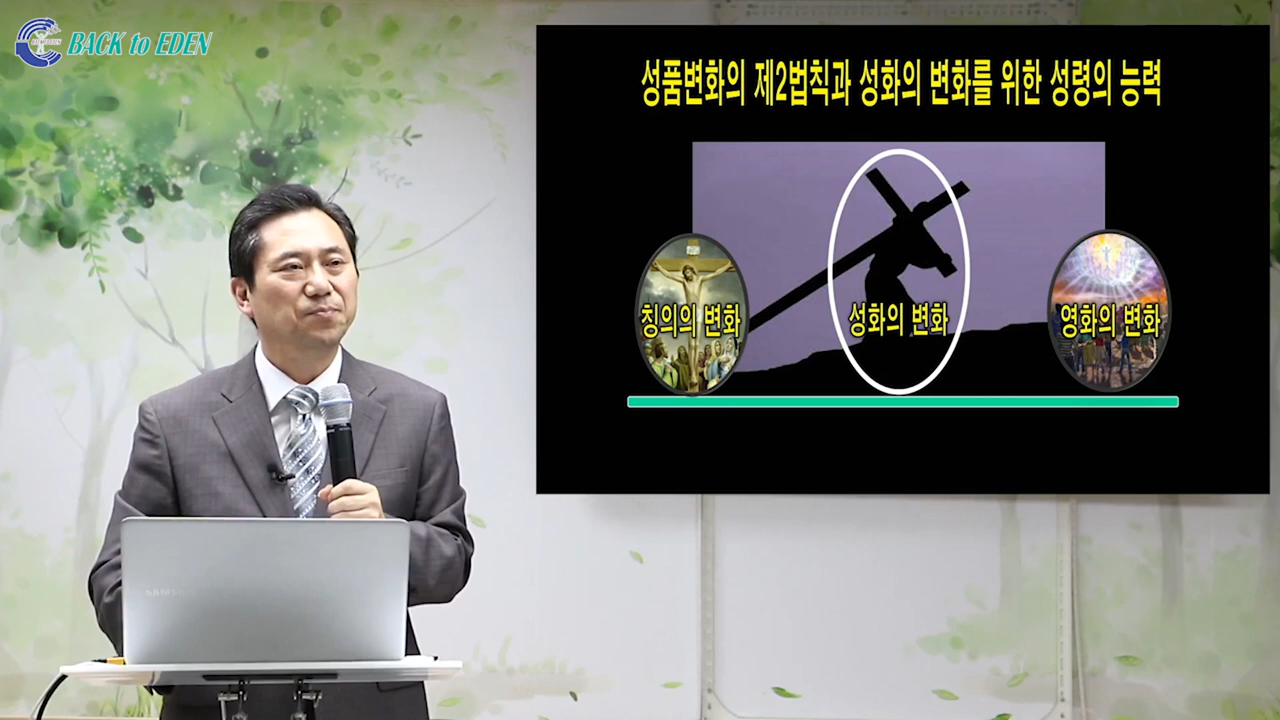 BACK to EDEN
성품변화의 제2법칙과 성화의 변화를 위한 성령의 능력
칭의의 변화
성화의 변화
영화의 변화
SAMSUNG